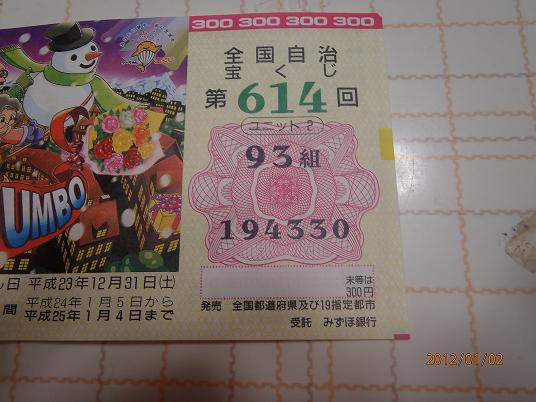 300 300 300 300
全国自治
宝くじ
第614回
ユニット2
93組
194330
UMBO
し日 平成23年12月31日(土)
間 平成24年1月5日から
平成25年1月4日まで
末等は
300円
発売 全国都道府県及び19指定都市
受託 みずほ銀行
2012/01/02